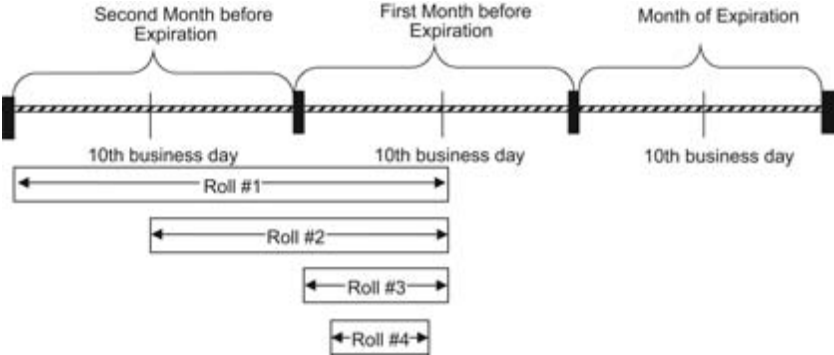 Second Month before
Expiration
First Month before
Expiration
Month of Expiration
10th business day
10th business day
10th business day
Roll #1
Roll #2
Roll #3
Roll #4